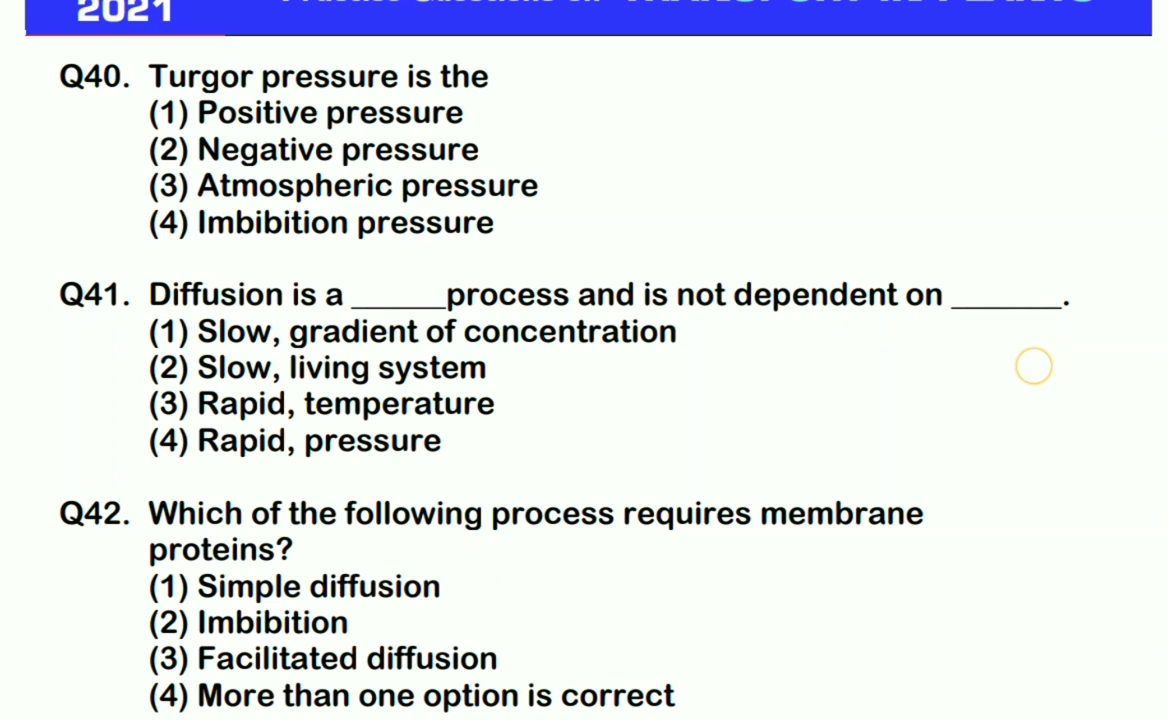 2021
Q40. Turgor pressure is the
(1) Positive pressure
(2) Negative pressure
(3) Atmospheric pressure
(4) Imbibition pressure
Q41. Diffusion is a ______process and is not dependent on _______.
(1) Slow, gradient of concentration
(2) Slow, living system
(3) Rapid, temperature
(4) Rapid, pressure
Q42. Which of the following process requires membrane
proteins?
(1) Simple diffusion
(2) Imbibition
(3) Facilitated diffusion
(4) More than one option is correct